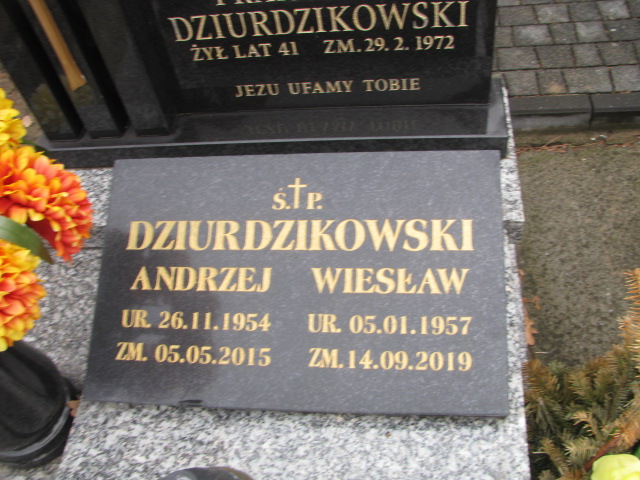 DZIURDZIKOWSKI
ŻYŁ LAT 41 ZM. 29. 2. 1972
JEZU UFAMY TOBIE
Ś.†P.
DZIURDZIKOWSKI
ANDRZEJ WIESŁAW
UR. 26.11.1954 UR. 05.01.1957
ZM. 05.05.2015 ZM. 14.09.2019